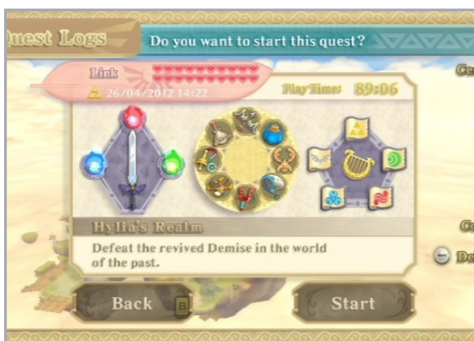 Quest Logs
Do you want to start this quest?
Link
26/04/2012 14:22
Play Time: 89:06
Hylia's Realm
Defeat the revived Demise in the world
of the past.
Back B
Start